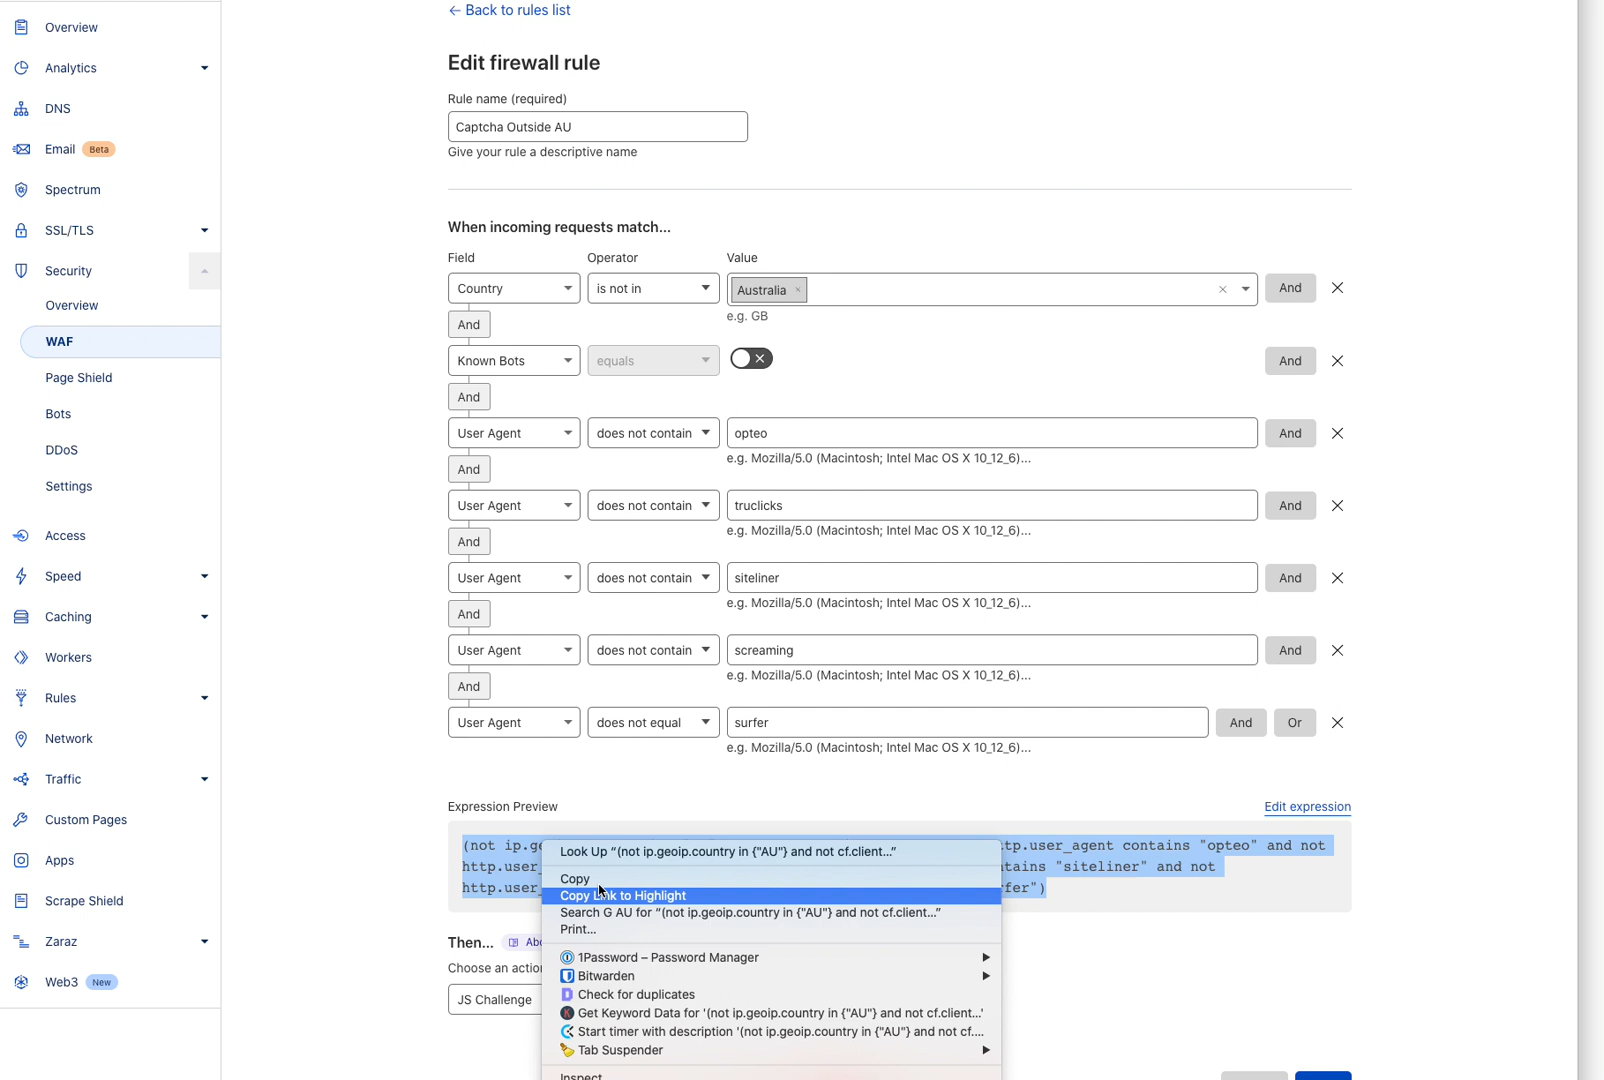 Overview
Analytics
DNS
Email Beta
Spectrum
SSL/TLS
Security
Overview
WAF
Page Shield
Bots
DDoS
Settings
Access
Speed
Caching
Workers
Rules
Network
Traffic
Custom Pages
Apps
Scrape Shield
Zaraz
Web3 New
← Back to rules list
Edit firewall rule
Rule name (required)
Captcha Outside AU
Give your rule a descriptive name
When incoming requests match...
Field Operator Value
Country is not in Australia × × And ×
e.g. GB
And
Known Bots equals × And ×
And
User Agent does not contain opteo And ×
e.g. Mozilla/5.0 (Macintosh; Intel Mac OS X 10_12_6)...
And
User Agent does not contain truclicks And ×
e.g. Mozilla/5.0 (Macintosh; Intel Mac OS X 10_12_6)...
And
User Agent does not contain siteliner And ×
e.g. Mozilla/5.0 (Macintosh; Intel Mac OS X 10_12_6)...
And
User Agent does not contain screaming And ×
e.g. Mozilla/5.0 (Macintosh; Intel Mac OS X 10_12_6)...
And
User Agent does not equal surfer And Or ×
e.g. Mozilla/5.0 (Macintosh; Intel Mac OS X 10_12_6)...
Expression Preview Edit expression
(not ip.ge tp.user_agent contains "opteo" and not
http.user_ tains "siteliner" and not
http.user_ fer")
Look Up “(not ip.geoip.country in {"AU"} and not cf.client...”
Copy
Copy Link to Highlight
Search G AU for “(not ip.geoip.country in {"AU"} and not cf.client...”
Print...
1Password – Password Manager
Bitwarden
Check for duplicates
Get Keyword Data for '(not ip.geoip.country in {"AU"} and not cf.client...'
Start timer with description '(not ip.geoip.country in {"AU"} and not cf....
Tab Suspender
Inspect
Then... Abo
Choose an action
JS Challenge